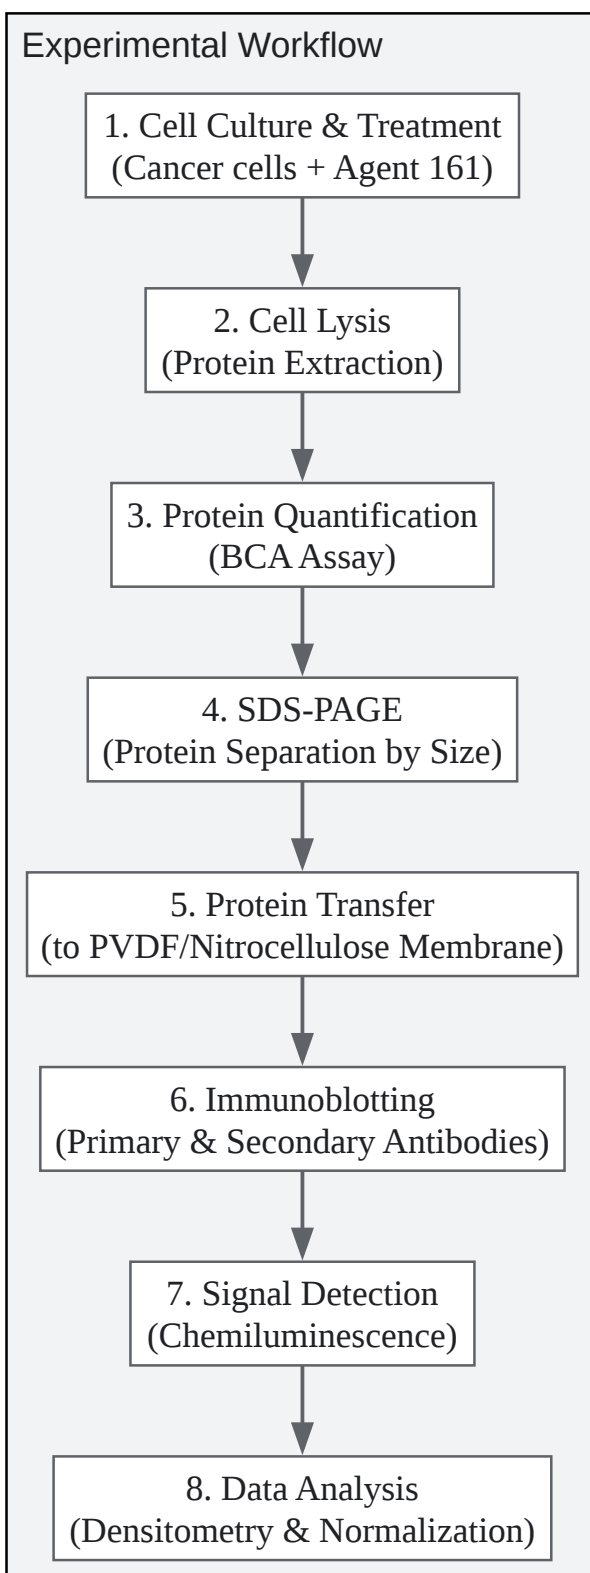 Experimental Workflow
1. Cell Culture & Treatment
(Cancer cells + Agent 161)
2. Cell Lysis
(Protein Extraction)
3. Protein Quantification
(BCA Assay)
4. SDS-PAGE
(Protein Separation by Size)
5. Protein Transfer
(to PVDF/Nitrocellulose Membrane)
6. Immunoblotting
(Primary & Secondary Antibodies)
7. Signal Detection
(Chemiluminescence)
8. Data Analysis
(Densitometry & Normalization)